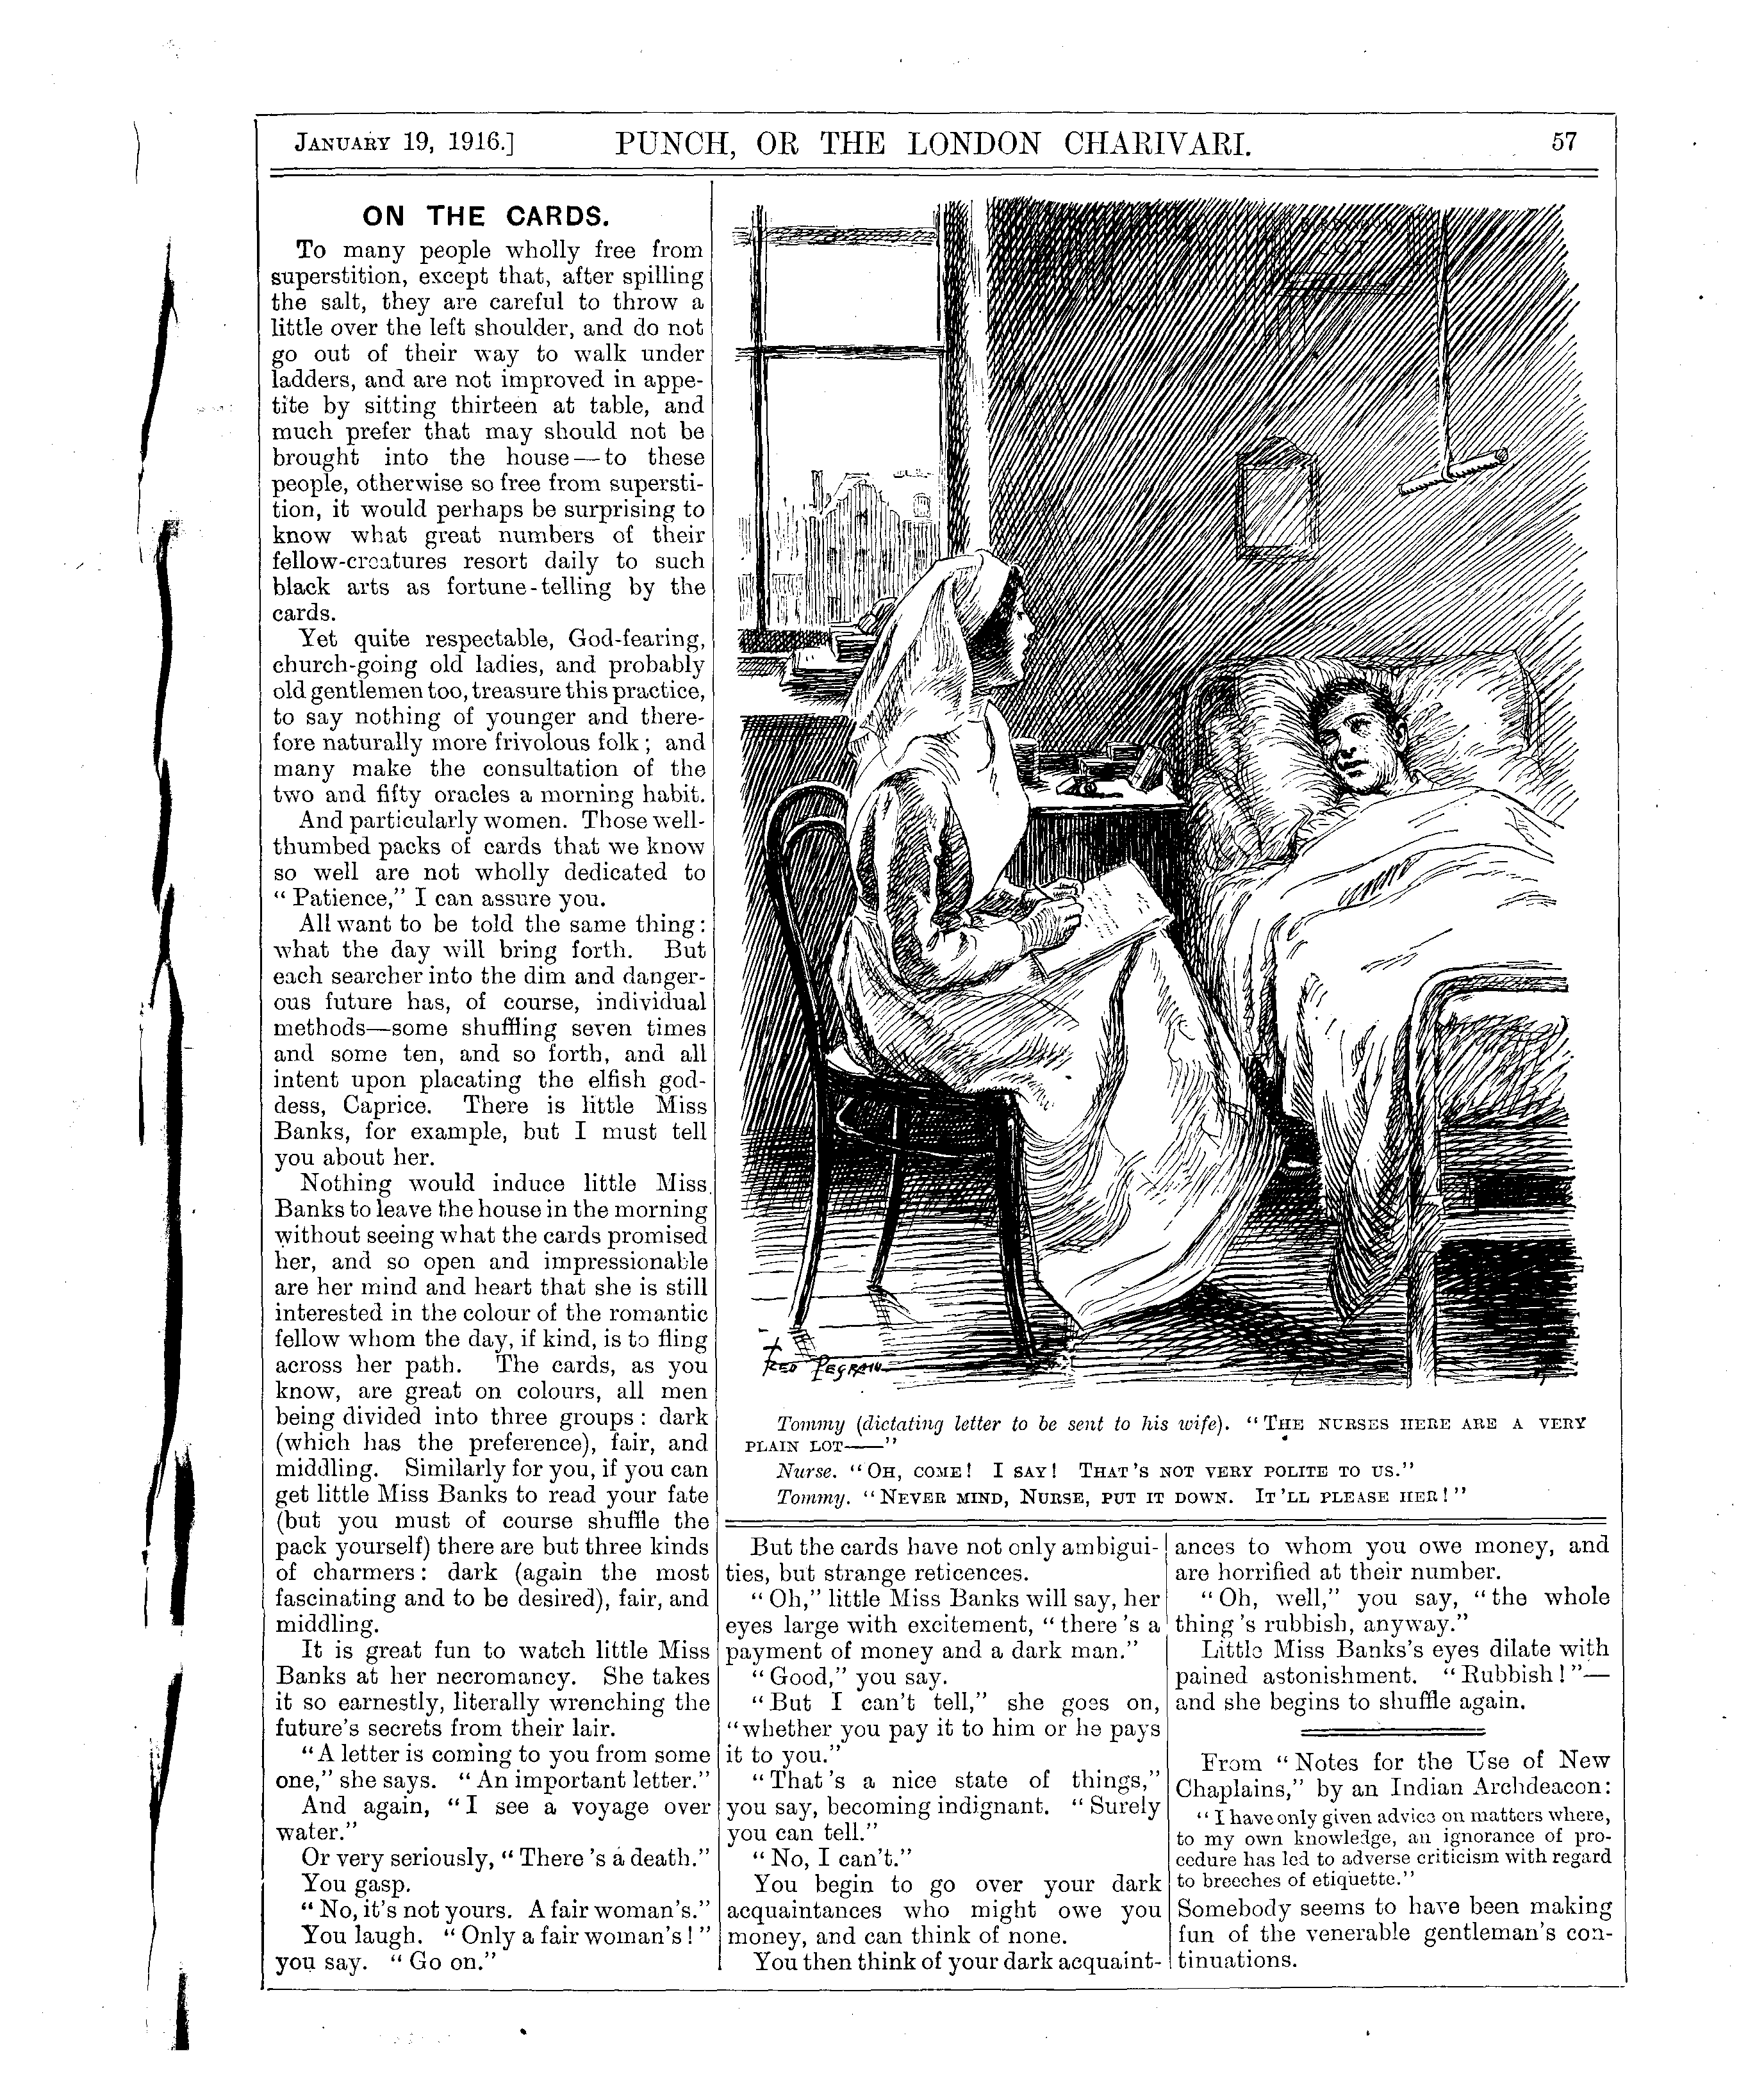 JANUARY 19, 1916.] PUNCH, OR THE LONDON CHARIVARI. 57
ON THE CARDS.
To many people wholly free from
superstition, except that, after spilling
the salt, they are careful to throw a
little over the left shoulder, and do not
go out of their way to walk under
ladders, and are not improved in appe-
tite by sitting thirteen at table, and
much prefer that may should not be
brought into the house—to these
people, otherwise so free from supersti-
tion, it would perhaps be surprising to
know what great numbers of their
fellow-creatures resort daily to such
black arts as fortune-telling by the
cards.
Yet quite respectable, God-fearing,
church-going old ladies, and probably
old gentlemen too, treasure this practice,
to say nothing of younger and there-
fore naturally more frivolous folk; and
many make the consultation of the
two and fifty oracles a morning habit.
And particularly women. Those well-
thumbed packs of cards that we know
so well are not wholly dedicated to
"Patience," I can assure you.
All want to be told the same thing:
what the day will bring forth. But
each searcher into the dim and danger-
ous future has, of course, individual
methods—some shuffling seven times
and some ten, and so forth, and all
intent upon placating the elfish god-
dess, Caprice. There is little Miss
Banks, for example, but I must tell
you about her.
Nothing would induce little Miss
Banks to leave the house in the morning
without seeing what the cards promised
her, and so open and impressionable
are her mind and heart that she is still
interested in the colour of the romantic
fellow whom the day, if kind, is to fling
across her path. The cards, as you
know, are great on colours, all men
being divided into three groups: dark
(which has the preference), fair, and
middling. Similarly for you, if you can
get little Miss Banks to read your fate
(but you must of course shuffle the
pack yourself) there are but three kinds
of charmers: dark (again the most
fascinating and to be desired), fair, and
middling.
It is great fun to watch little Miss
Banks at her necromancy. She takes
it so earnestly, literally wrenching the
future's secrets from their lair.
"A letter is coming to you from some
one," she says. "An important letter."
And again, "I see a voyage over
water."
Or very seriously, "There's a death."
You gasp.
"No, it's not yours. A fair woman's."
You laugh. "Only a fair woman's!"
you say. "Go on."
COT
FRED PEGRAM
Tommy (dictating letter to be sent to his wife). "THE NURSES HERE ARE A VERY
PLAIN LOT——"
Nurse. "OH, COME! I SAY! THAT'S NOT VERY POLITE TO US."
Tommy. "NEVER MIND, NURSE, PUT IT DOWN. IT'LL PLEASE HER!"
But the cards have not only ambigui-
ties, but strange reticences.
"Oh," little Miss Banks will say, her
eyes large with excitement, "there's a
payment of money and a dark man."
"Good," you say.
"But I can't tell," she goes on,
"whether you pay it to him or he pays
it to you."
"That's a nice state of things,"
you say, becoming indignant. "Surely
you can tell."
"No, I can't."
You begin to go over your dark
acquaintances who might owe you
money, and can think of none.
You then think of your dark acquaint-
ances to whom you owe money, and
are horrified at their number.
"Oh, well," you say, "the whole
thing's rubbish, anyway."
Little Miss Banks's eyes dilate with
pained astonishment. "Rubbish!"—
and she begins to shuffle again.
From "Notes for the Use of New
Chaplains," by an Indian Archdeacon:
"I have only given advice on matters where,
to my own knowledge, an ignorance of pro-
cedure has led to adverse criticism with regard
to breeches of etiquette."
Somebody seems to have been making
fun of the venerable gentleman's con-
tinuations.